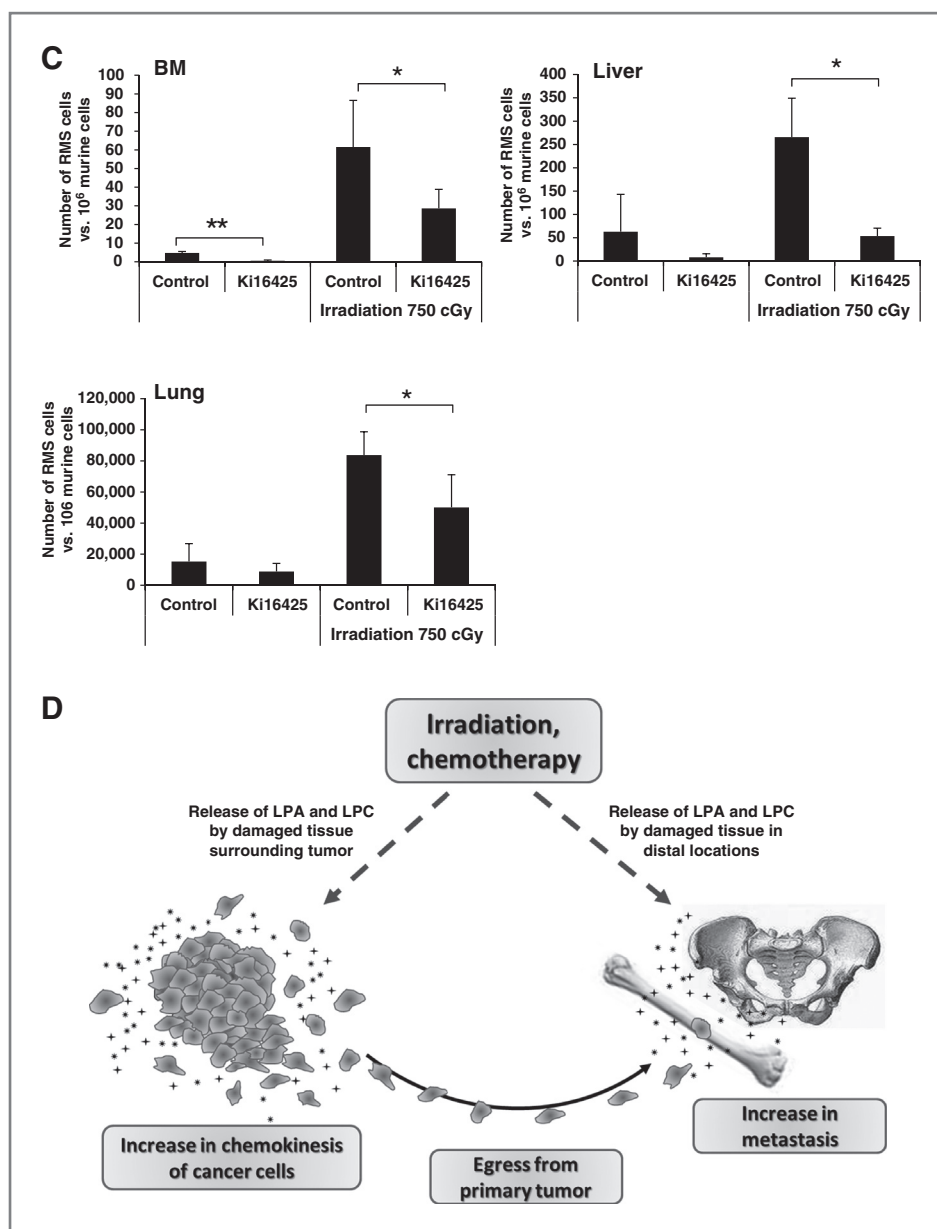 C
BM
100
90
80
70
60
50
40
30
20
10
0
Number of RMS cells
vs. 10⁶ murine cells
**
*
Control
Ki16425
Control
Ki16425
Irradiation 750 cGy
Liver
400
350
300
250
200
150
100
50
0
Number of RMS cells
vs. 10⁶ murine cells
*
Control
Ki16425
Control
Ki16425
Irradiation 750 cGy
Lung
120,000
100,000
80,000
60,000
40,000
20,000
0
Number of RMS cells
vs. 106 murine cells
*
Control
Ki16425
Control
Ki16425
Irradiation 750 cGy
D
Irradiation,
chemotherapy
Release of LPA and LPC
by damaged tissue
surrounding tumor
Release of LPA and LPC
by damaged tissue in
distal locations
Increase in chemokinesis
of cancer cells
Egress from
primary tumor
Increase in
metastasis